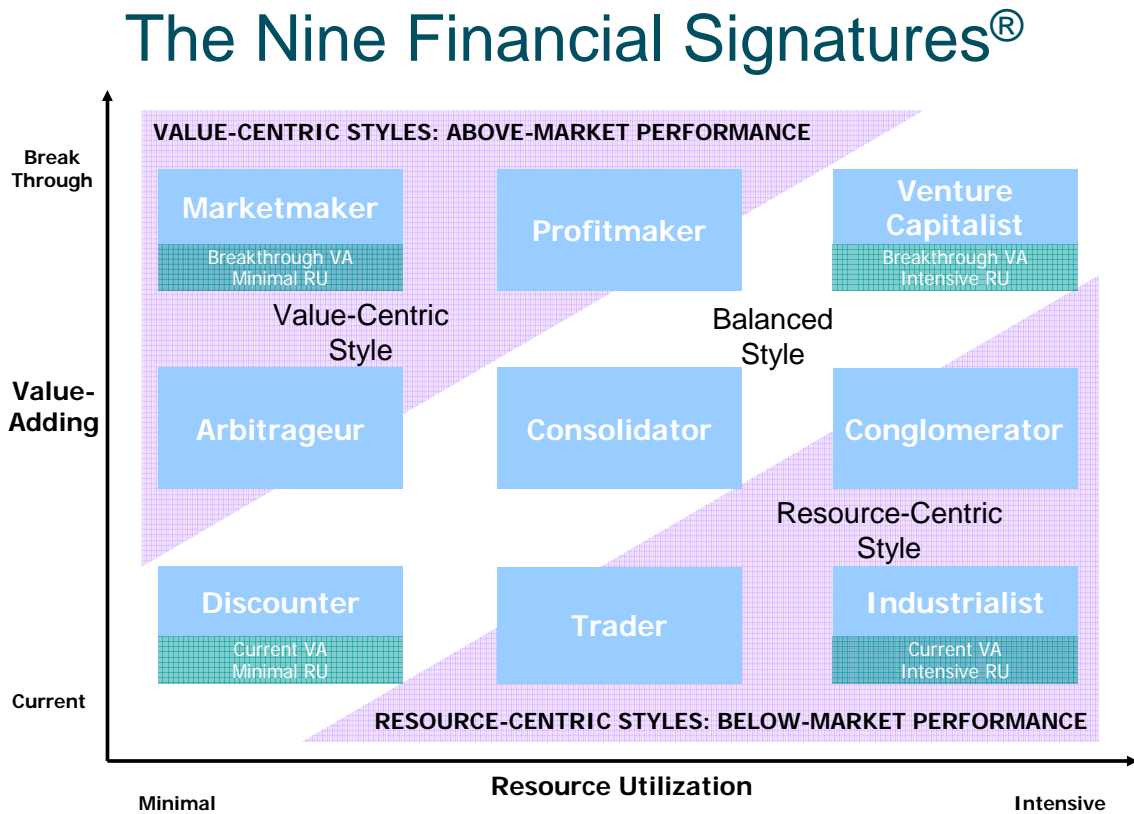 The Nine Financial Signatures®
VALUE-CENTRIC STYLES: ABOVE-MARKET PERFORMANCE
Break
Through
Marketmaker
Breakthrough VA
Minimal RU
Profitmaker
Venture
Capitalist
Breakthrough VA
Intensive RU
Value-Centric
Style
Balanced
Style
Value-
Adding
Arbitrageur
Consolidator
Conglomerator
Resource-Centric
Style
Discounter
Current VA
Minimal RU
Trader
Industrialist
Current VA
Intensive RU
Current
RESOURCE-CENTRIC STYLES: BELOW-MARKET PERFORMANCE
Resource Utilization
Minimal
Intensive